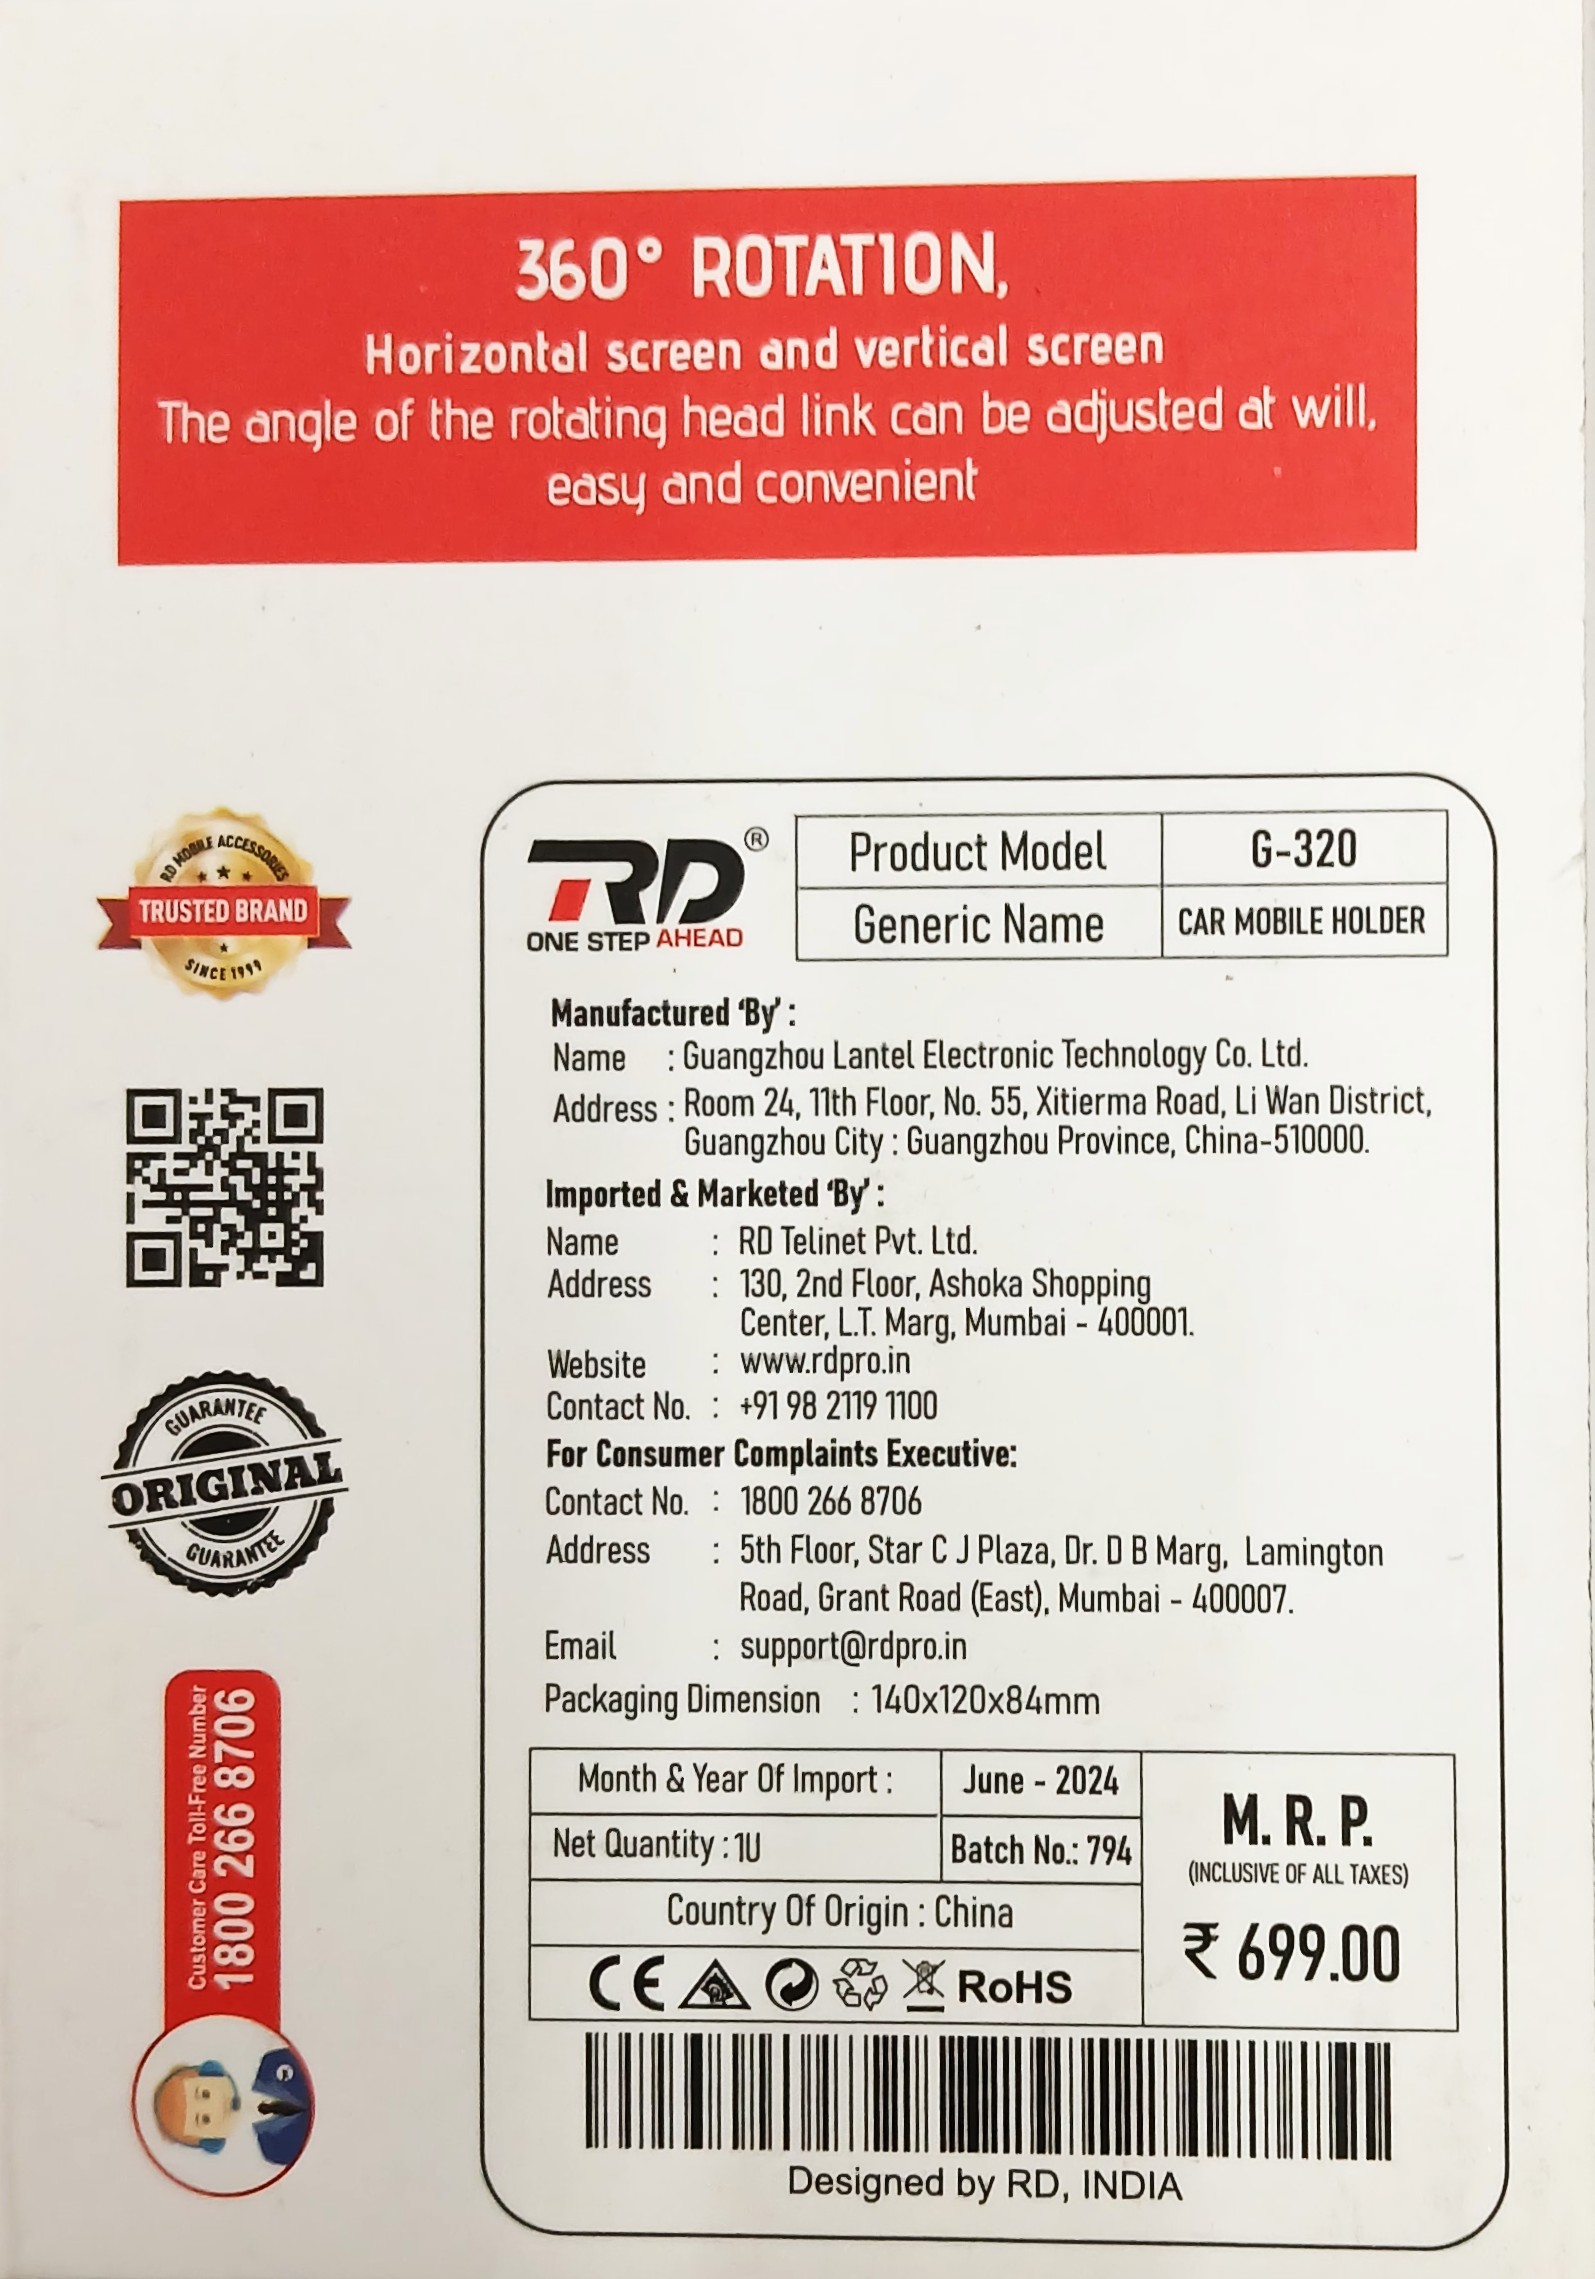 360° ROTATION,
Horizontal screen and vertical screen
The angle of the rotating head link can be adjusted at will,
easy and convenient
RD MOBILE ACCESSORIES
TRUSTED BRAND
SINCE 1999
GUARANTEE
ORIGINAL
GUARANTEE
Customer Care Toll-Free Number
1800 266 8706
RD®
ONE STEP AHEAD
Product Model G-320
Generic Name CAR MOBILE HOLDER
Manufactured ‘By’ :
Name : Guangzhou Lantel Electronic Technology Co. Ltd.
Address : Room 24, 11th Floor, No. 55, Xitierma Road, Li Wan District,
Guangzhou City : Guangzhou Province, China-510000.
Imported & Marketed ‘By’ :
Name : RD Telinet Pvt. Ltd.
Address : 130, 2nd Floor, Ashoka Shopping
Center, L.T. Marg, Mumbai - 400001.
Website : www.rdpro.in
Contact No. : +91 98 2119 1100
For Consumer Complaints Executive:
Contact No. : 1800 266 8706
Address : 5th Floor, Star C J Plaza, Dr. D B Marg, Lamington
Road, Grant Road (East), Mumbai - 400007.
Email : support@rdpro.in
Packaging Dimension : 140x120x84mm
Month & Year Of Import : June - 2024
Net Quantity : 1U Batch No.: 794
Country Of Origin : China
CE RoHS
M. R. P.
(INCLUSIVE OF ALL TAXES)
₹ 699.00
Designed by RD, INDIA